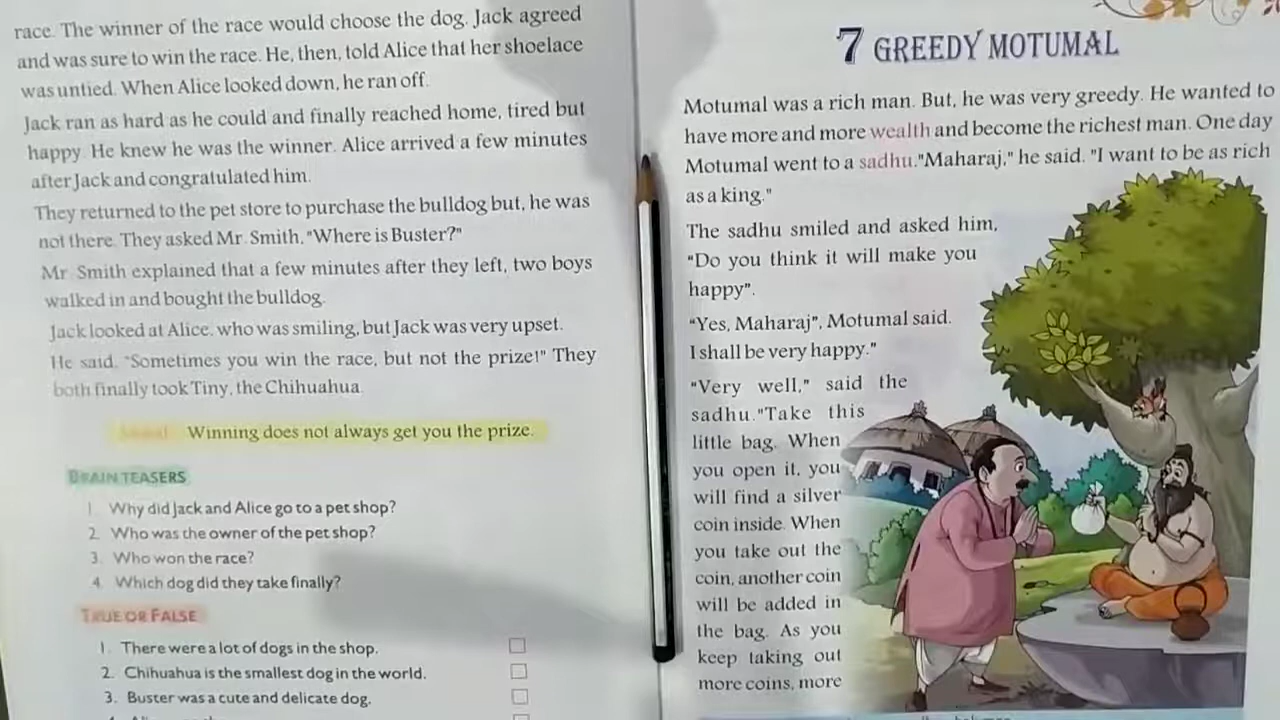 race. The winner of the race would choose the dog. Jack agreed
and was sure to win the race. He, then, told Alice that her shoelace
was untied. When Alice looked down, he ran off.
Jack ran as hard as he could and finally reached home, tired but
happy. He knew he was the winner. Alice arrived a few minutes
after Jack and congratulated him.
They returned to the pet store to purchase the bulldog but, he was
not there. They asked Mr. Smith, "Where is Buster?"
Mr. Smith explained that a few minutes after they left, two boys
walked in and bought the bulldog.
Jack looked at Alice, who was smiling, but Jack was very upset.
He said, "Sometimes you win the race, but not the prize!" They
both finally took Tiny, the Chihuahua.
Winning does not always get you the prize.
BRAIN TEASERS
1. Why did Jack and Alice go to a pet shop?
2. Who was the owner of the pet shop?
3. Who won the race?
4. Which dog did they take finally?
TRUE OR FALSE
1. There were a lot of dogs in the shop.
2. Chihuahua is the smallest dog in the world.
3. Buster was a cute and delicate dog.
7 GREEDY MOTUMAL
Motumal was a rich man. But, he was very greedy. He wanted to
have more and more wealth and become the richest man. One day
Motumal went to a sadhu."Maharaj," he said. "I want to be as rich
as a king."
The sadhu smiled and asked him,
"Do you think it will make you
happy".
"Yes, Maharaj", Motumal said.
I shall be very happy."
"Very well," said the
sadhu."Take this
little bag. When
you open it, you
will find a silver
coin inside. When
you take out the
coin, another coin
will be added in
the bag. As you
keep taking out
more coins, more